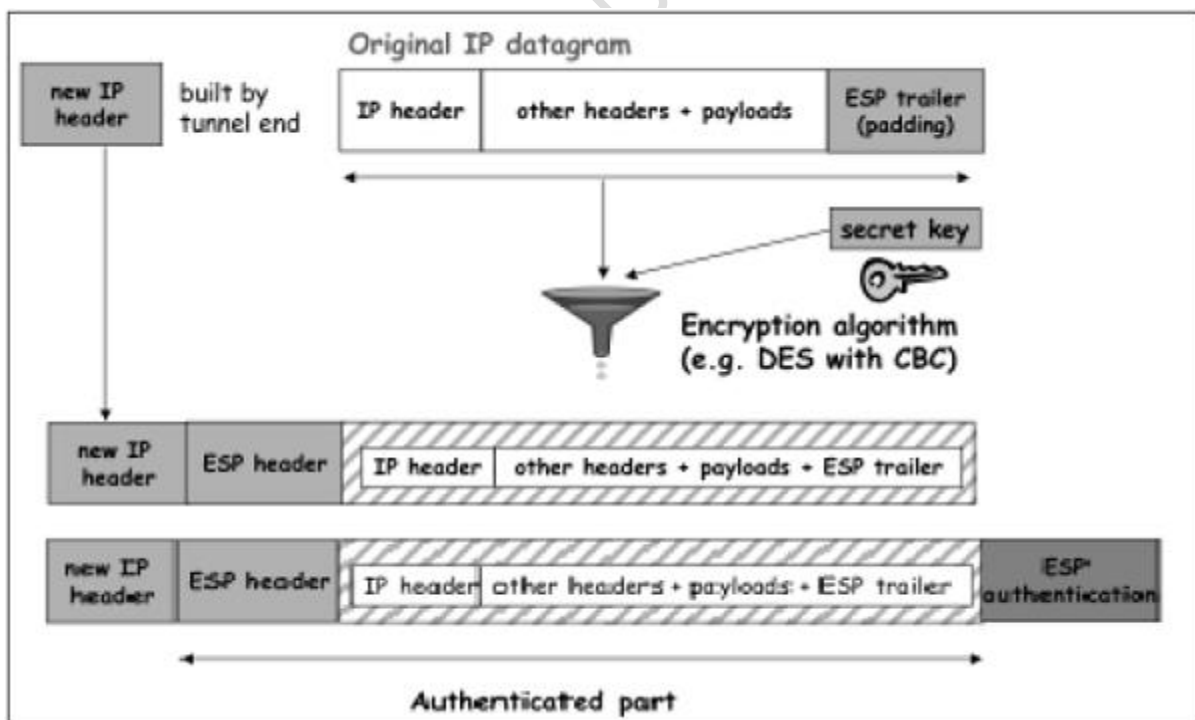 Original IP datagram
new IP
header
built by
tunnel end
IP header
other headers + payloads
ESP trailer
(padding)
secret key
Encryption algorithm
(e.g. DES with CBC)
new IP
header
ESP header
IP header
other headers + payloads + ESP trailer
new IP
header
ESP header
IP header
other headers + payloads + ESP trailer
ESP
authentication
Authenticated part